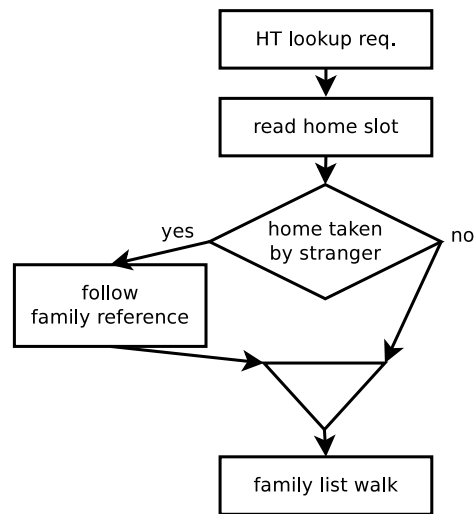 HT lookup req.
read home slot
home taken
by stranger
yes
no
follow
family reference
family list walk